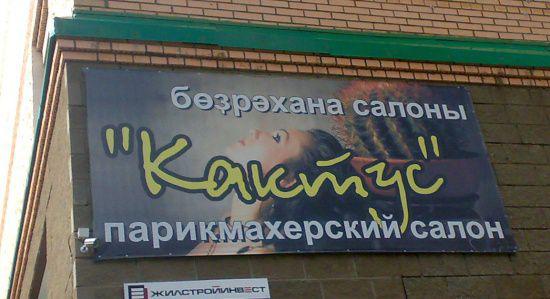 бөҙрәхана салоны
"Кактус"
парикмахерский салон
ЖИЛСТРОЙИНВЕСТ